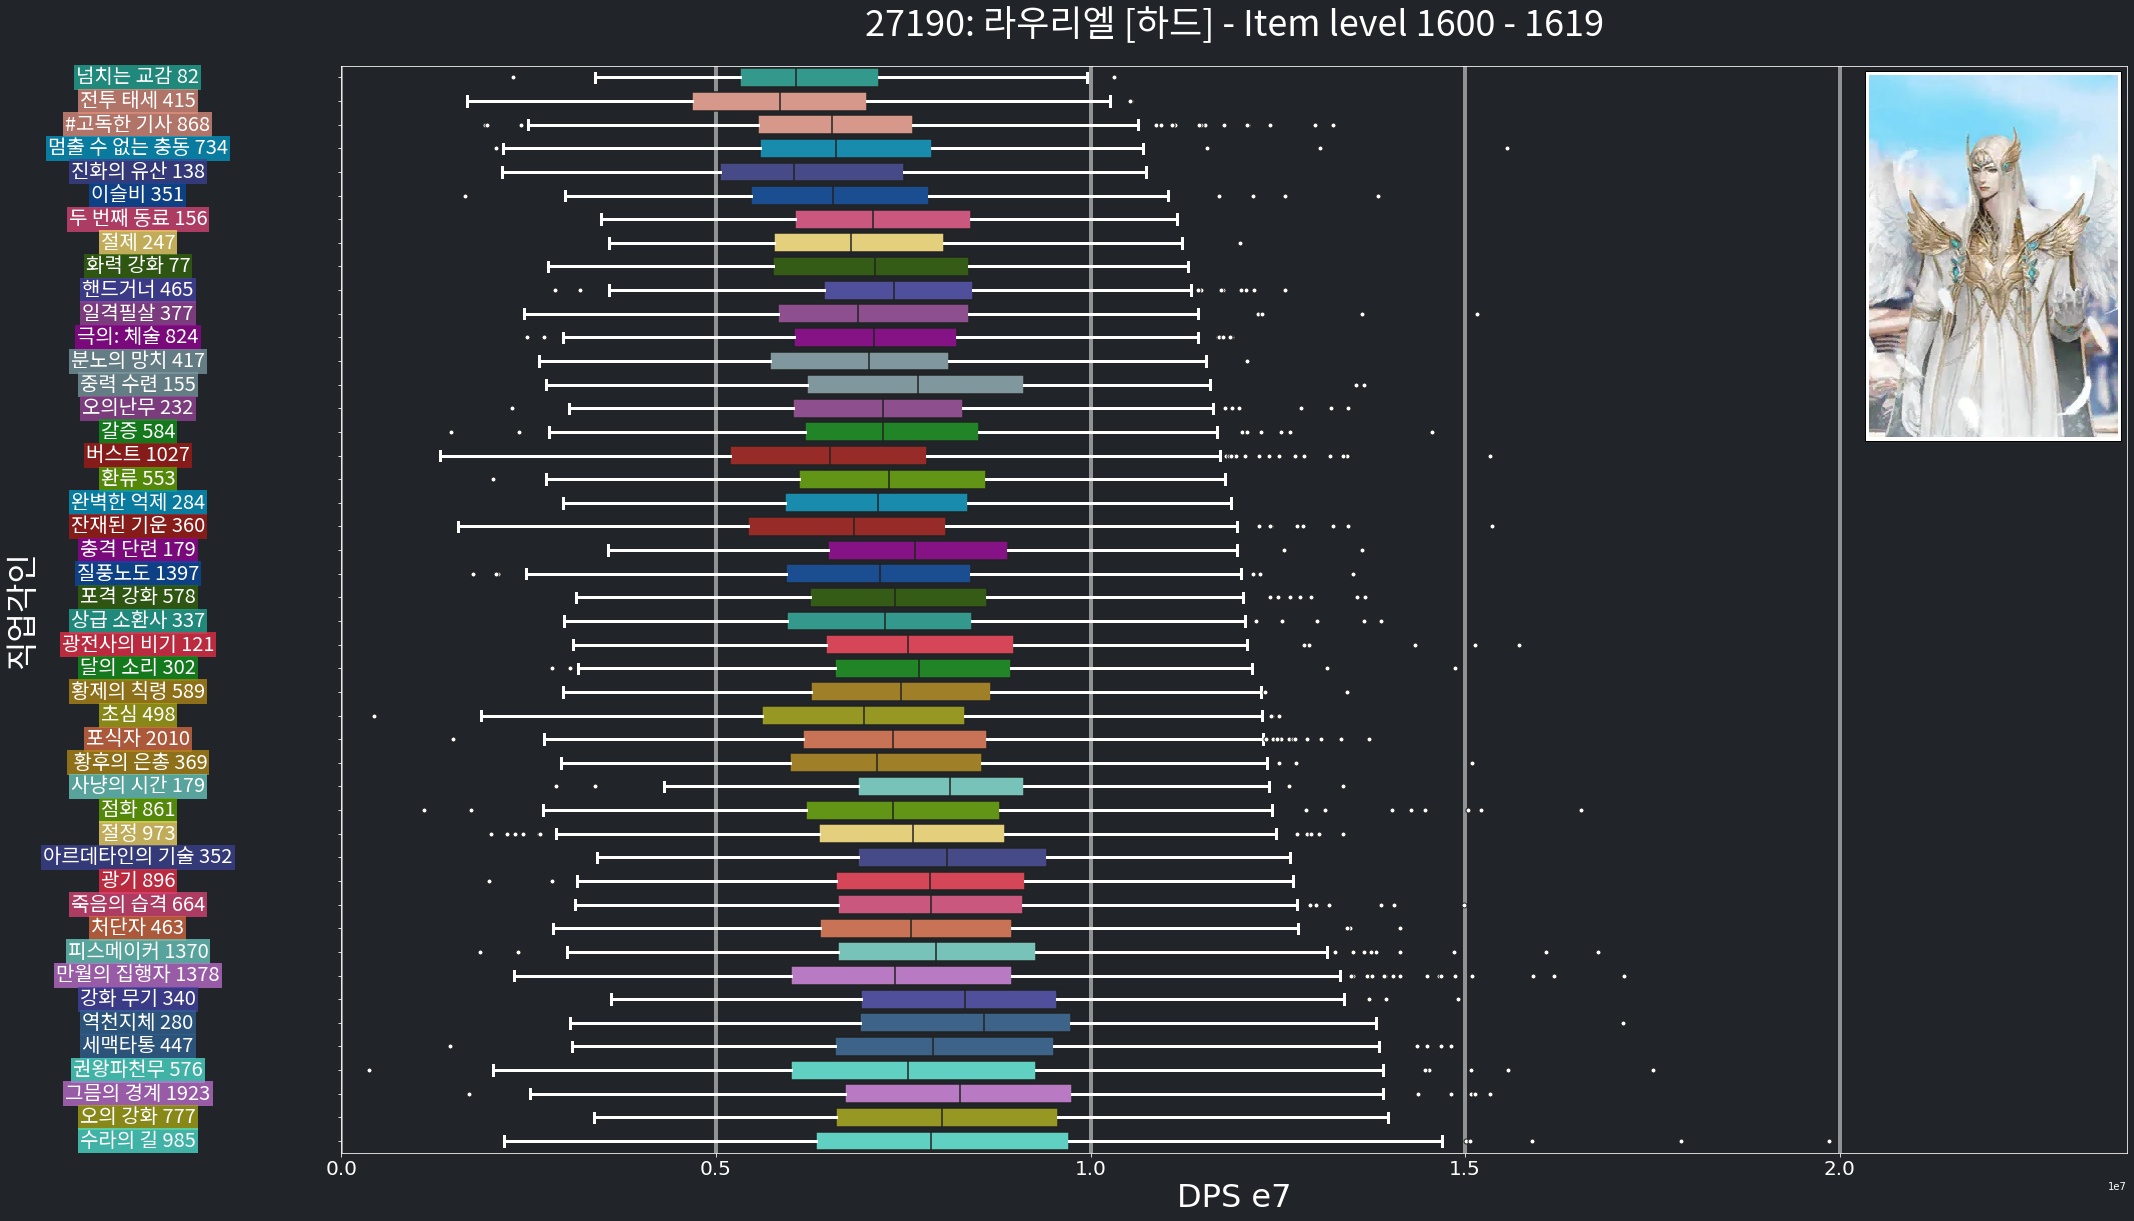 27190: 라우리엘 [하드] - Item level 1600 - 1619
직업각인
넘치는 교감 82
전투 태세 415
#고독한 기사 868
멈출 수 없는 충동 734
진화의 유산 138
이슬비 351
두 번째 동료 156
절제 247
화력 강화 77
핸드거너 465
일격필살 377
극의: 체술 824
분노의 망치 417
중력 수련 155
오의난무 232
갈증 584
버스트 1027
환류 553
완벽한 억제 284
잔재된 기운 360
충격 단련 179
질풍노도 1397
포격 강화 578
상급 소환사 337
광전사의 비기 121
달의 소리 302
황제의 칙령 589
초심 498
포식자 2010
황후의 은총 369
사냥의 시간 179
점화 861
절정 973
아르데타인의 기술 352
광기 896
죽음의 습격 664
처단자 463
피스메이커 1370
만월의 집행자 1378
강화 무기 340
역천지체 280
세맥타통 447
권왕파천무 576
그믐의 경계 1923
오의 강화 777
수라의 길 985
0.0 0.5 1.0 1.5 2.0
DPS e7
1e7